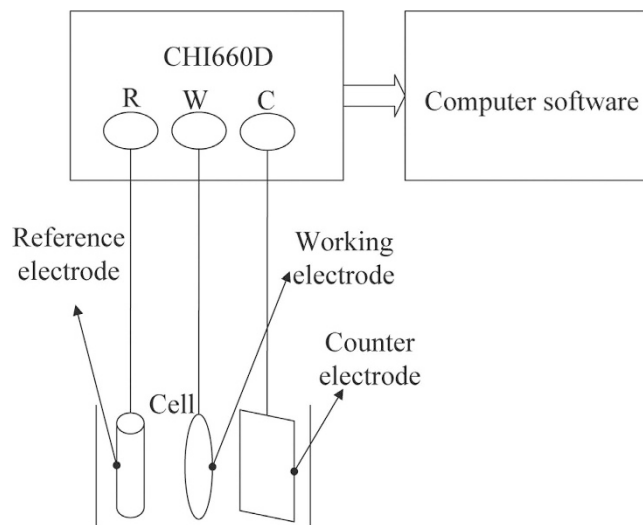 CHI660D
R W C
Computer software
Reference
electrode
Working
electrode
Counter
electrode
Cell